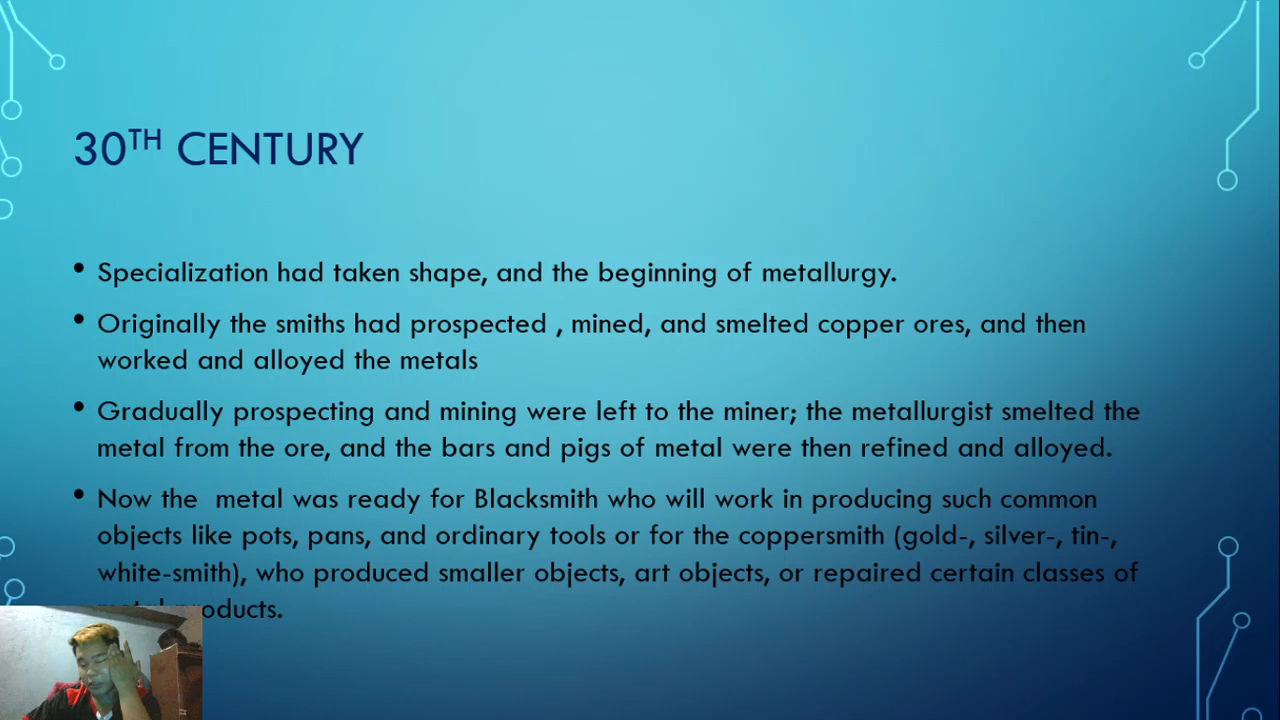 30TH CENTURY
• Specialization had taken shape, and the beginning of metallurgy.
• Originally the smiths had prospected , mined, and smelted copper ores, and then
worked and alloyed the metals
• Gradually prospecting and mining were left to the miner; the metallurgist smelted the
metal from the ore, and the bars and pigs of metal were then refined and alloyed.
• Now the  metal was ready for Blacksmith who will work in producing such common
objects like pots, pans, and ordinary tools or for the coppersmith (gold-, silver-, tin-,
white-smith), who produced smaller objects, art objects, or repaired certain classes of
metal products.